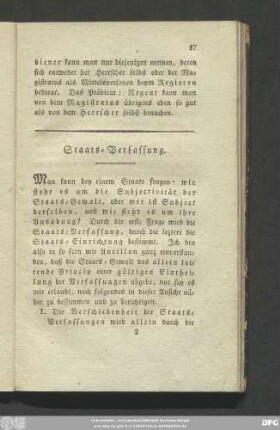 17
diener kann man nur diejenigen nennen, deren
sich entweder der Herrscher selbst oder der Ma-
gistratus als Mittelspersonen beym Regieren
bedient. Das Prädicat: Regent kann man
von dem Magistratus übrigens eben so gut
als von dem Herrscher selbst brauchen.
Staats-Verfassung.
Man kann bey einem Staate fragen: wie
steht es um die Subjectivität der
Staats-Gewalt, oder wer ist Subject
derselben, und wie steht es um ihre
Ausübung? Durch die erste Frage wird die
Staats-Verfassung, durch die leztere die
Staats-Einrichtung bestimmt. Ich bin
also in so fern mit Ancillon ganz einverstan-
den, daß die Staats-Gewalt das allein lei-
tende Princip einer gültigen Einthei-
lung der Verfassungen abgebe, nur sey es
mir erlaubt, noch folgendes in dieser Ansicht nä-
her zu bestimmen und zu berichtigen.
1. Die Verschiedenheit der Staats-
Verfassungen wird allein durch die
2